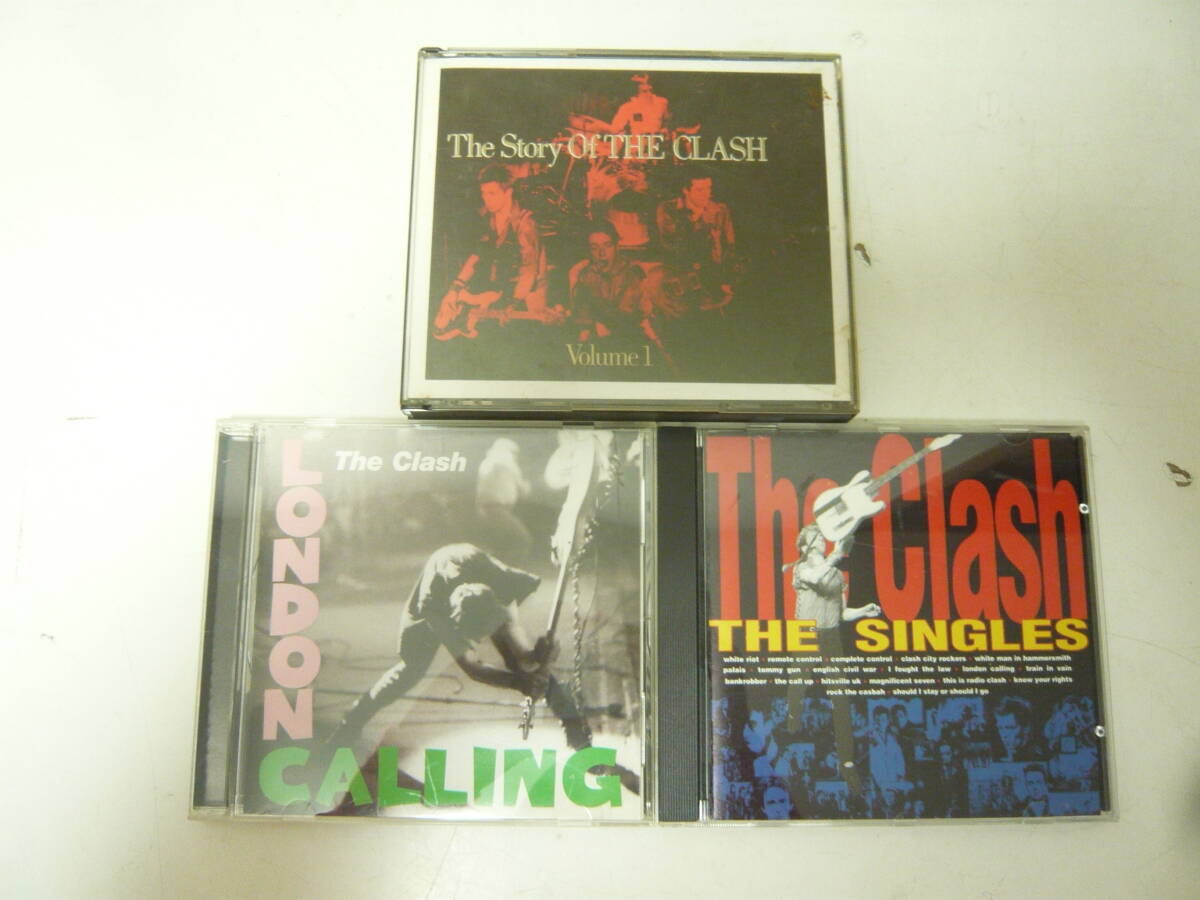 The Story Of THE CLASH
Volume 1
LONDON
The Clash
CALLING
The Clash
THE SINGLES
white riot · remote control · complete control · clash city rockers · white man in hammersmith
palais · tommy gun · english civil war · I fought the law · london calling · train in vain
bankrobber · the call up · hitsville uk · magnificent seven · this is radio clash · know your rights
rock the casbah · should I stay or should I go